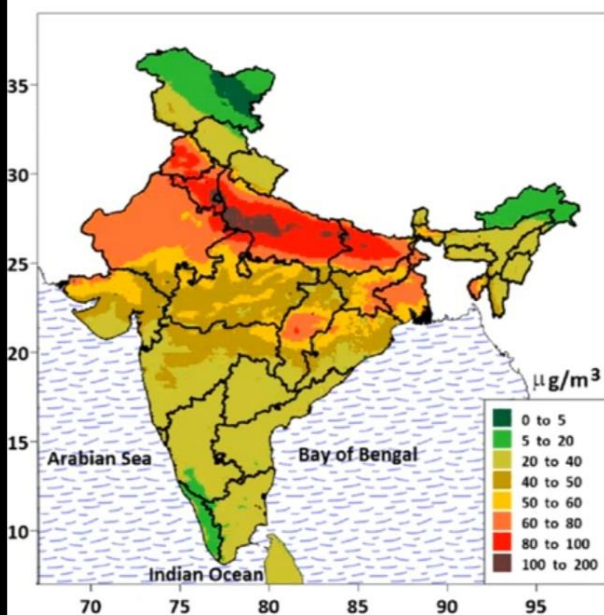 35
30
25
20
15
10
µg/m³
0 to 5
5 to 20
20 to 40
40 to 50
50 to 60
60 to 80
80 to 100
100 to 200
Arabian Sea
Bay of Bengal
Indian Ocean
70 75 80 85 90 95